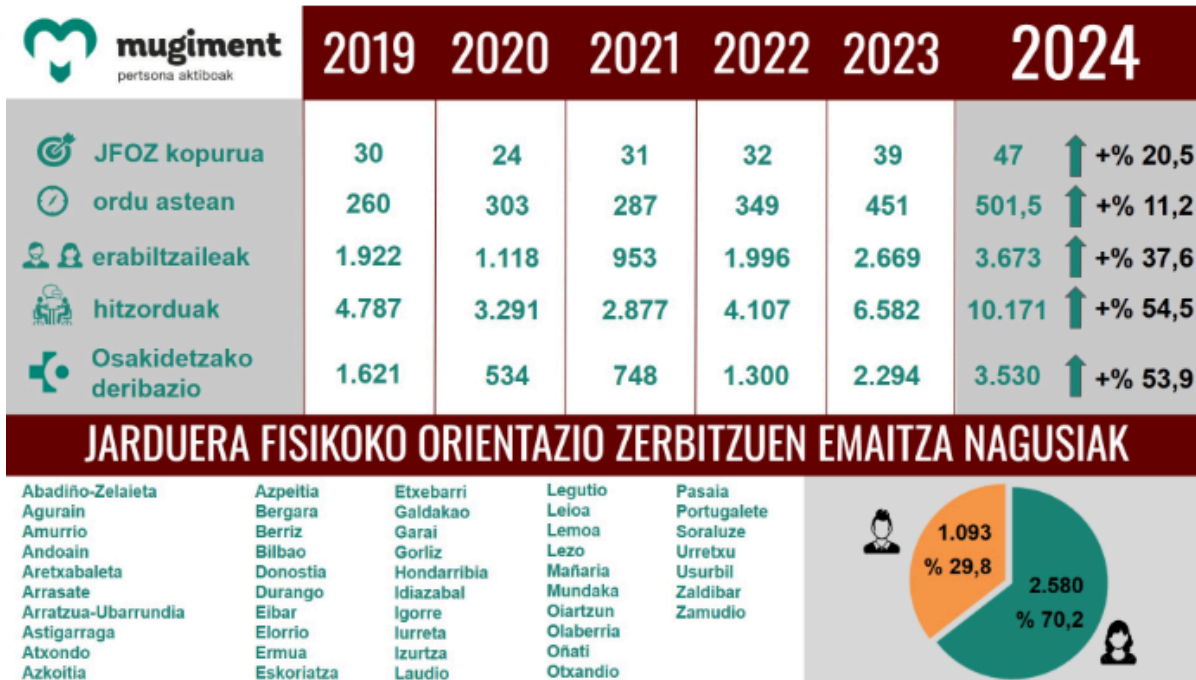 mugiment
pertsona aktiboak
2019 2020 2021 2022 2023 2024
JFOZ kopurua 30 24 31 32 39 47 +% 20,5
ordu astean 260 303 287 349 451 501,5 +% 11,2
erabiltzaileak 1.922 1.118 953 1.996 2.669 3.673 +% 37,6
hitzorduak 4.787 3.291 2.877 4.107 6.582 10.171 +% 54,5
Osakidetzako
deribazio 1.621 534 748 1.300 2.294 3.530 +% 53,9
JARDUERA FISIKOKO ORIENTAZIO ZERBITZUEN EMAITZA NAGUSIAK
Abadiño-Zelaieta
Agurain
Amurrio
Andoain
Aretxabaleta
Arrasate
Arratzua-Ubarrundia
Astigarraga
Atxondo
Azkoitia
Azpeitia
Bergara
Berriz
Bilbao
Donostia
Durango
Eibar
Elorrio
Ermua
Eskoriatza
Etxebarri
Galdakao
Garai
Gorliz
Hondarribia
Idiazabal
Igorre
Iurreta
Izurtza
Laudio
Legutio
Leioa
Lemoa
Lezo
Mañaria
Mundaka
Oiartzun
Olaberria
Oñati
Otxandio
Pasaia
Portugalete
Soraluze
Urretxu
Usurbil
Zaldibar
Zamudio
1.093
% 29,8
2.580
% 70,2